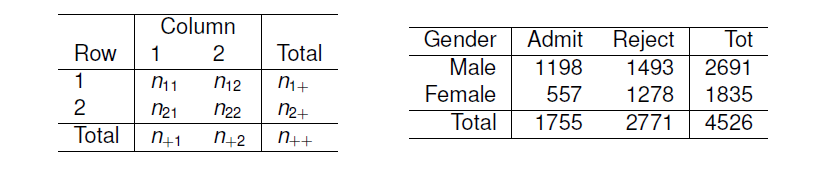 Column
Row 1 2 Total
1 n11 n12 n1+
2 n21 n22 n2+
Total n+1 n+2 n++
Gender Admit Reject Tot
Male 1198 1493 2691
Female 557 1278 1835
Total 1755 2771 4526